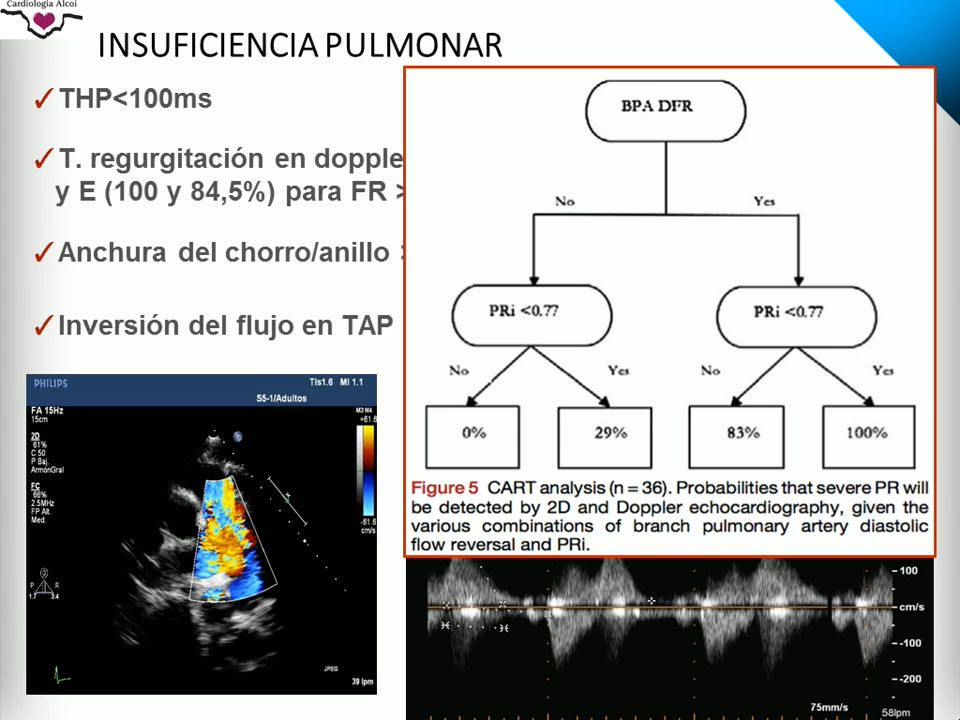 Cardiología Alcoi
INSUFICIENCIA PULMONAR
✓ THP<100ms
✓ T. regurgitación en dopple
y E (100 y 84,5%) para FR >
✓ Anchura del chorro/anillo
✓ Inversión del flujo en TAP
BPA DFR
No Yes
PRi <0.77 PRi <0.77
No Yes No Yes
0% 29% 83% 100%
Figure 5 CART analysis (n = 36). Probabilities that severe PR will
be detected by 2D and Doppler echocardiography, given the
various combinations of branch pulmonary artery diastolic
flow reversal and PRi.
PHILIPS
TIs1.6 MI 1.1
S5-1/Adultos
FA 15Hz
15cm
M3 M4
+61.6
2D
61%
C 50
P Baj.
ArmónGral
FC
66%
2.5MHz
FP Alt.
Med.
-61.6
cm/s
G
P R
1.7 3.4
JPEG
39 lpm
100
cm/s
-100
-200
75mm/s
58lpm